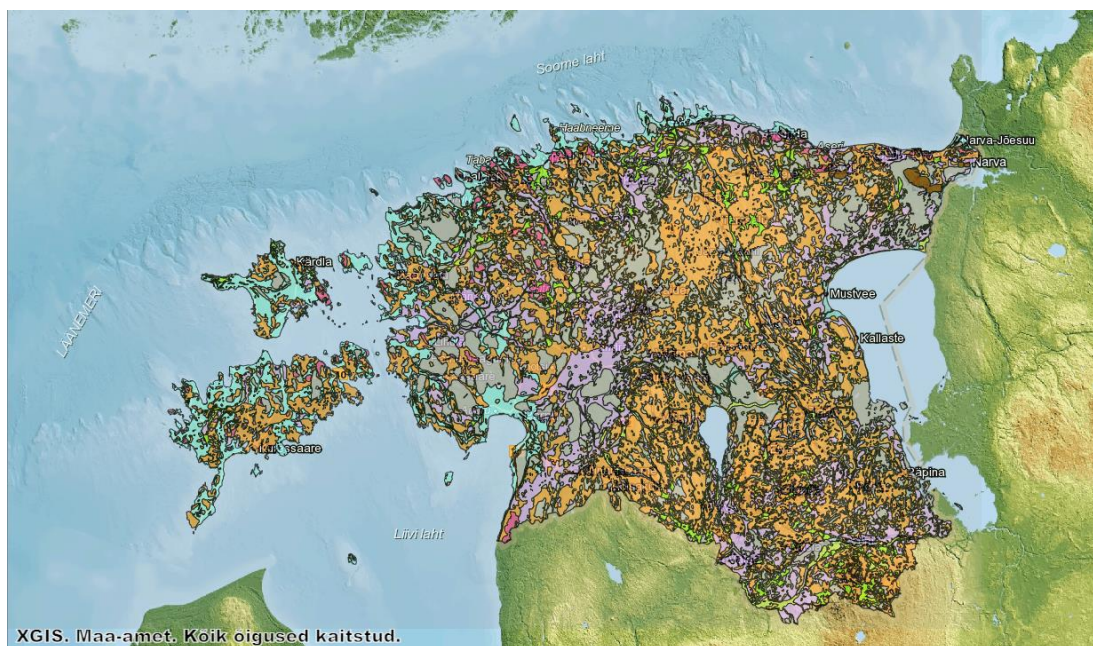 Soome laht
Haabneeme
Narva-Jõesuu
Narva
Kärdla
LÄÄNEMERI
Mustvee
Kallaste
Räpina
Liivi laht
XGIS. Maa-amet. Kõik õigused kaitstud.